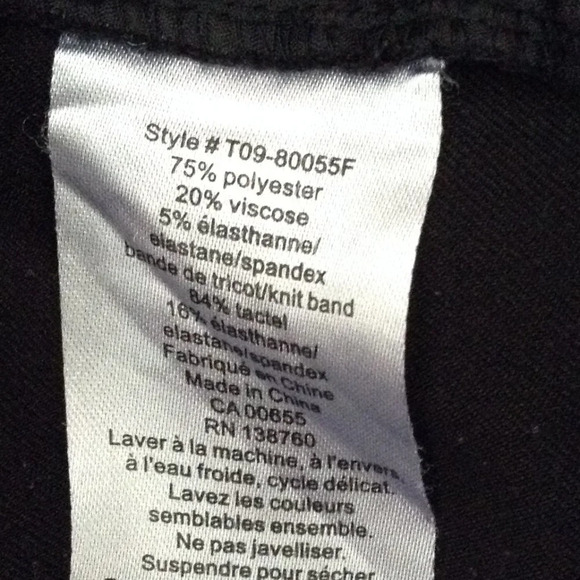 Style # T09-80055F
75% polyester
20% viscose
5% élasthanne/
elastane/spandex
bande de tricot/knit band
84% tactel
16% élasthanne/
elastane/spandex
Fabriqué en Chine
Made in China
CA 00655
RN 138760
Laver à la machine, à l'envers,
à l'eau froide, cycle délicat.
Lavez les couleurs
semblables ensemble.
Ne pas javelliser.
Suspendre pour sécher.